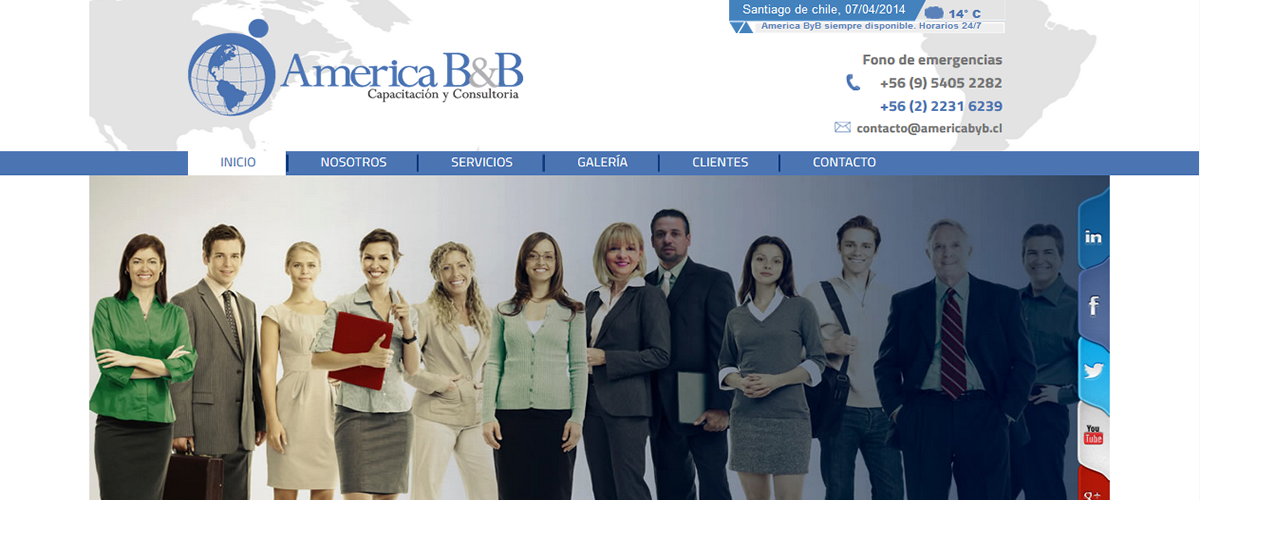 Santiago de chile, 07/04/2014
14° C
America ByB siempre disponible. Horarios 24/7
America B&B
Capacitación y Consultoria
Fono de emergencias
+56 (9) 5405 2282
+56 (2) 2231 6239
contacto@americabyb.cl
INICIO NOSOTROS SERVICIOS GALERÍA CLIENTES CONTACTO
in
f
You
Tube
g+